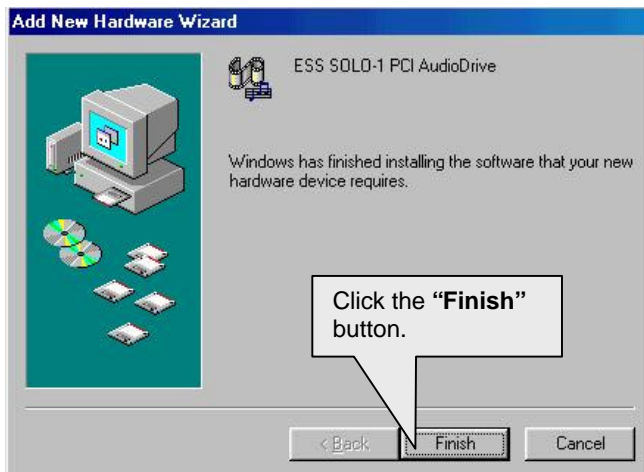 Add New Hardware Wizard
ESS SOLO-1 PCI AudioDrive
Windows has finished installing the software that your new
hardware device requires.
Click the “Finish”
button.
< Back
Finish
Cancel